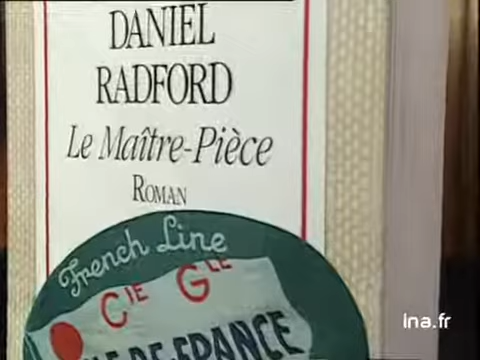 DANIEL
RADFORD
Le Maître-Pièce
ROMAN
French Line
CIE GLE
DE-FRANCE
ina.fr